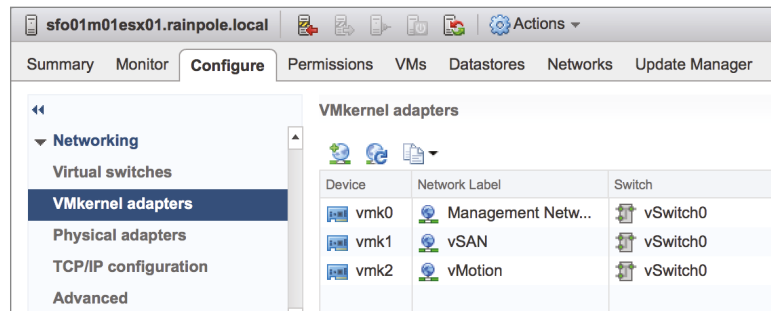 sfo01m01esx01.rainpole.local Actions
Summary Monitor Configure Permissions VMs Datastores Networks Update Manager
VMkernel adapters
Networking
Virtual switches
VMkernel adapters
Physical adapters
TCP/IP configuration
Advanced
Device Network Label Switch
vmk0 Management Netw... vSwitch0
vmk1 vSAN vSwitch0
vmk2 vMotion vSwitch0